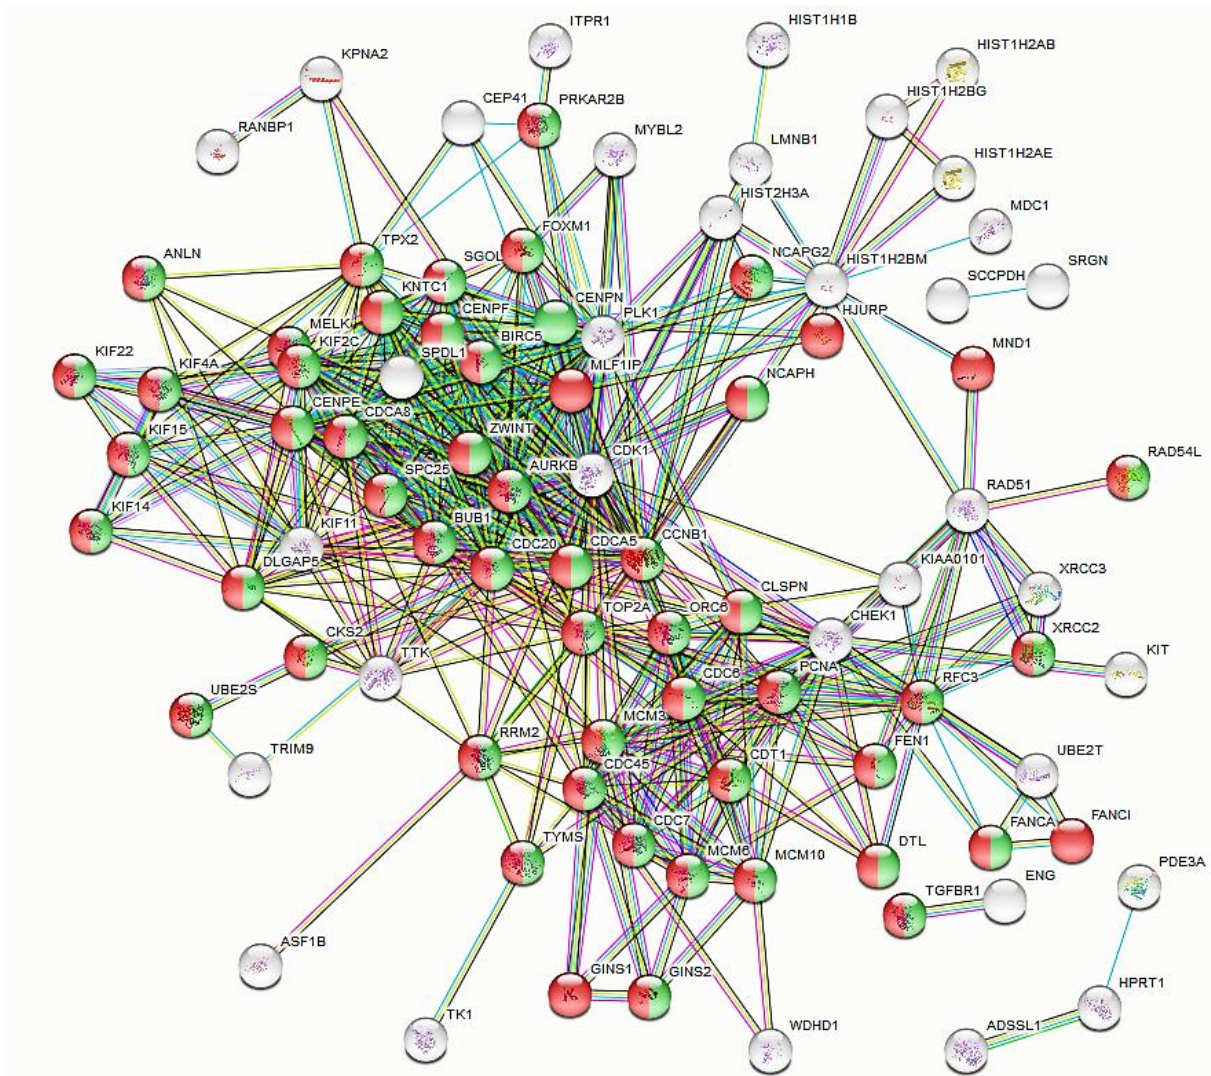 ITPR1
HIST1H1B
KPNA2
HIST1H2AB
CEP41
PRKAR2B
HIST1H2BG
RANBP1
MYBL2
LMNB1
HIST1H2AE
HIST2H3A
MDC1
FOXM1
TPX2
SGOL
NCAPG2
HIST1H2BM
ANLN
SCCPDH
SRGN
KNTC1
CENPN
CENPF
PLK1
HJURP
MELK
BIRC5
KIF2C
SPDL1
MND1
KIF22
KIF4A
MLF1IP
NCAPH
CENPE
CDCA8
ZWINT
KIF15
CDK1
SPC25
AURKB
RAD54L
RAD51
KIF14
KIF11
BUB1
CCNB1
CDC20
CDCA5
DLGAP5
KIAA0101
XRCC3
CLSPN
TOP2A
ORC6
CHEK1
CKS2
TTK
XRCC2
KIT
CDC6
PCNA
RFC3
UBE2S
MCM3
RRM2
FEN1
TRIM9
CDT1
UBE2T
CDC45
TYMS
CDC7
FANCA
FANCI
DTL
MCM6
MCM10
PDE3A
ENG
TGFBR1
ASF1B
GINS1
GINS2
HPRT1
TK1
WDHD1
ADSSL1